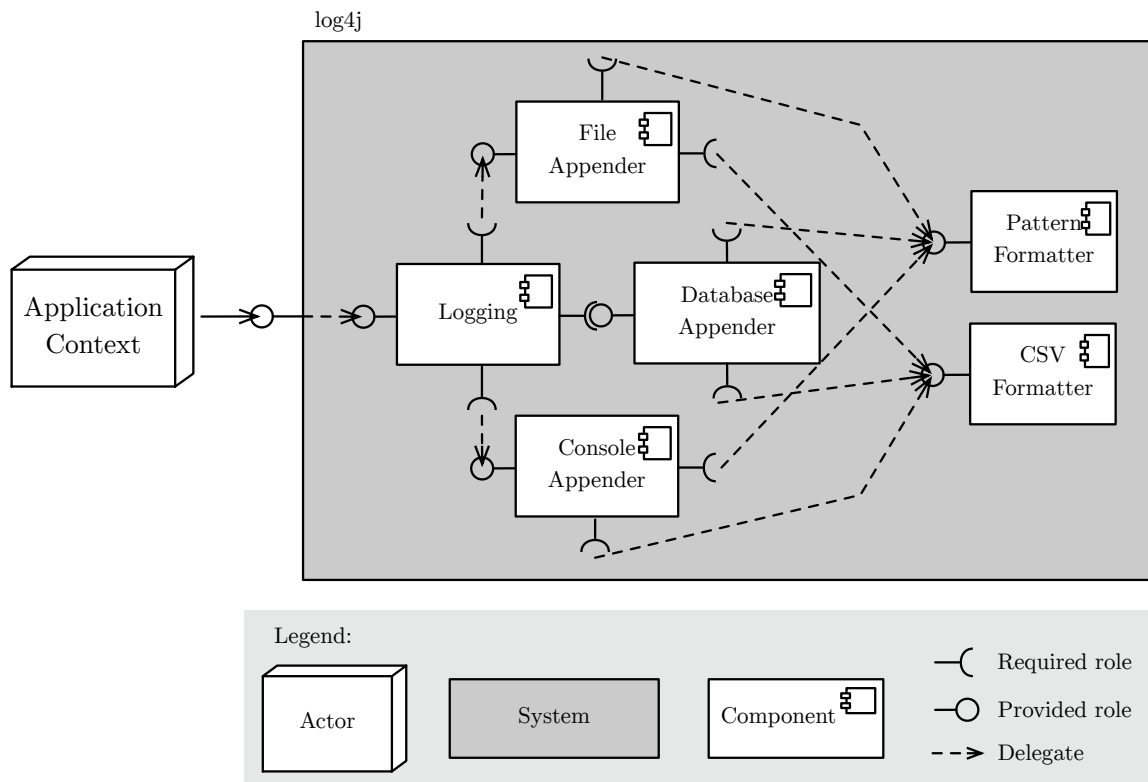 log4j
File
Appender
Pattern
Formatter
Application
Context
Logging
Database
Appender
CSV
Formatter
Console
Appender
Legend:
Actor
System
Component
Required role
Provided role
Delegate